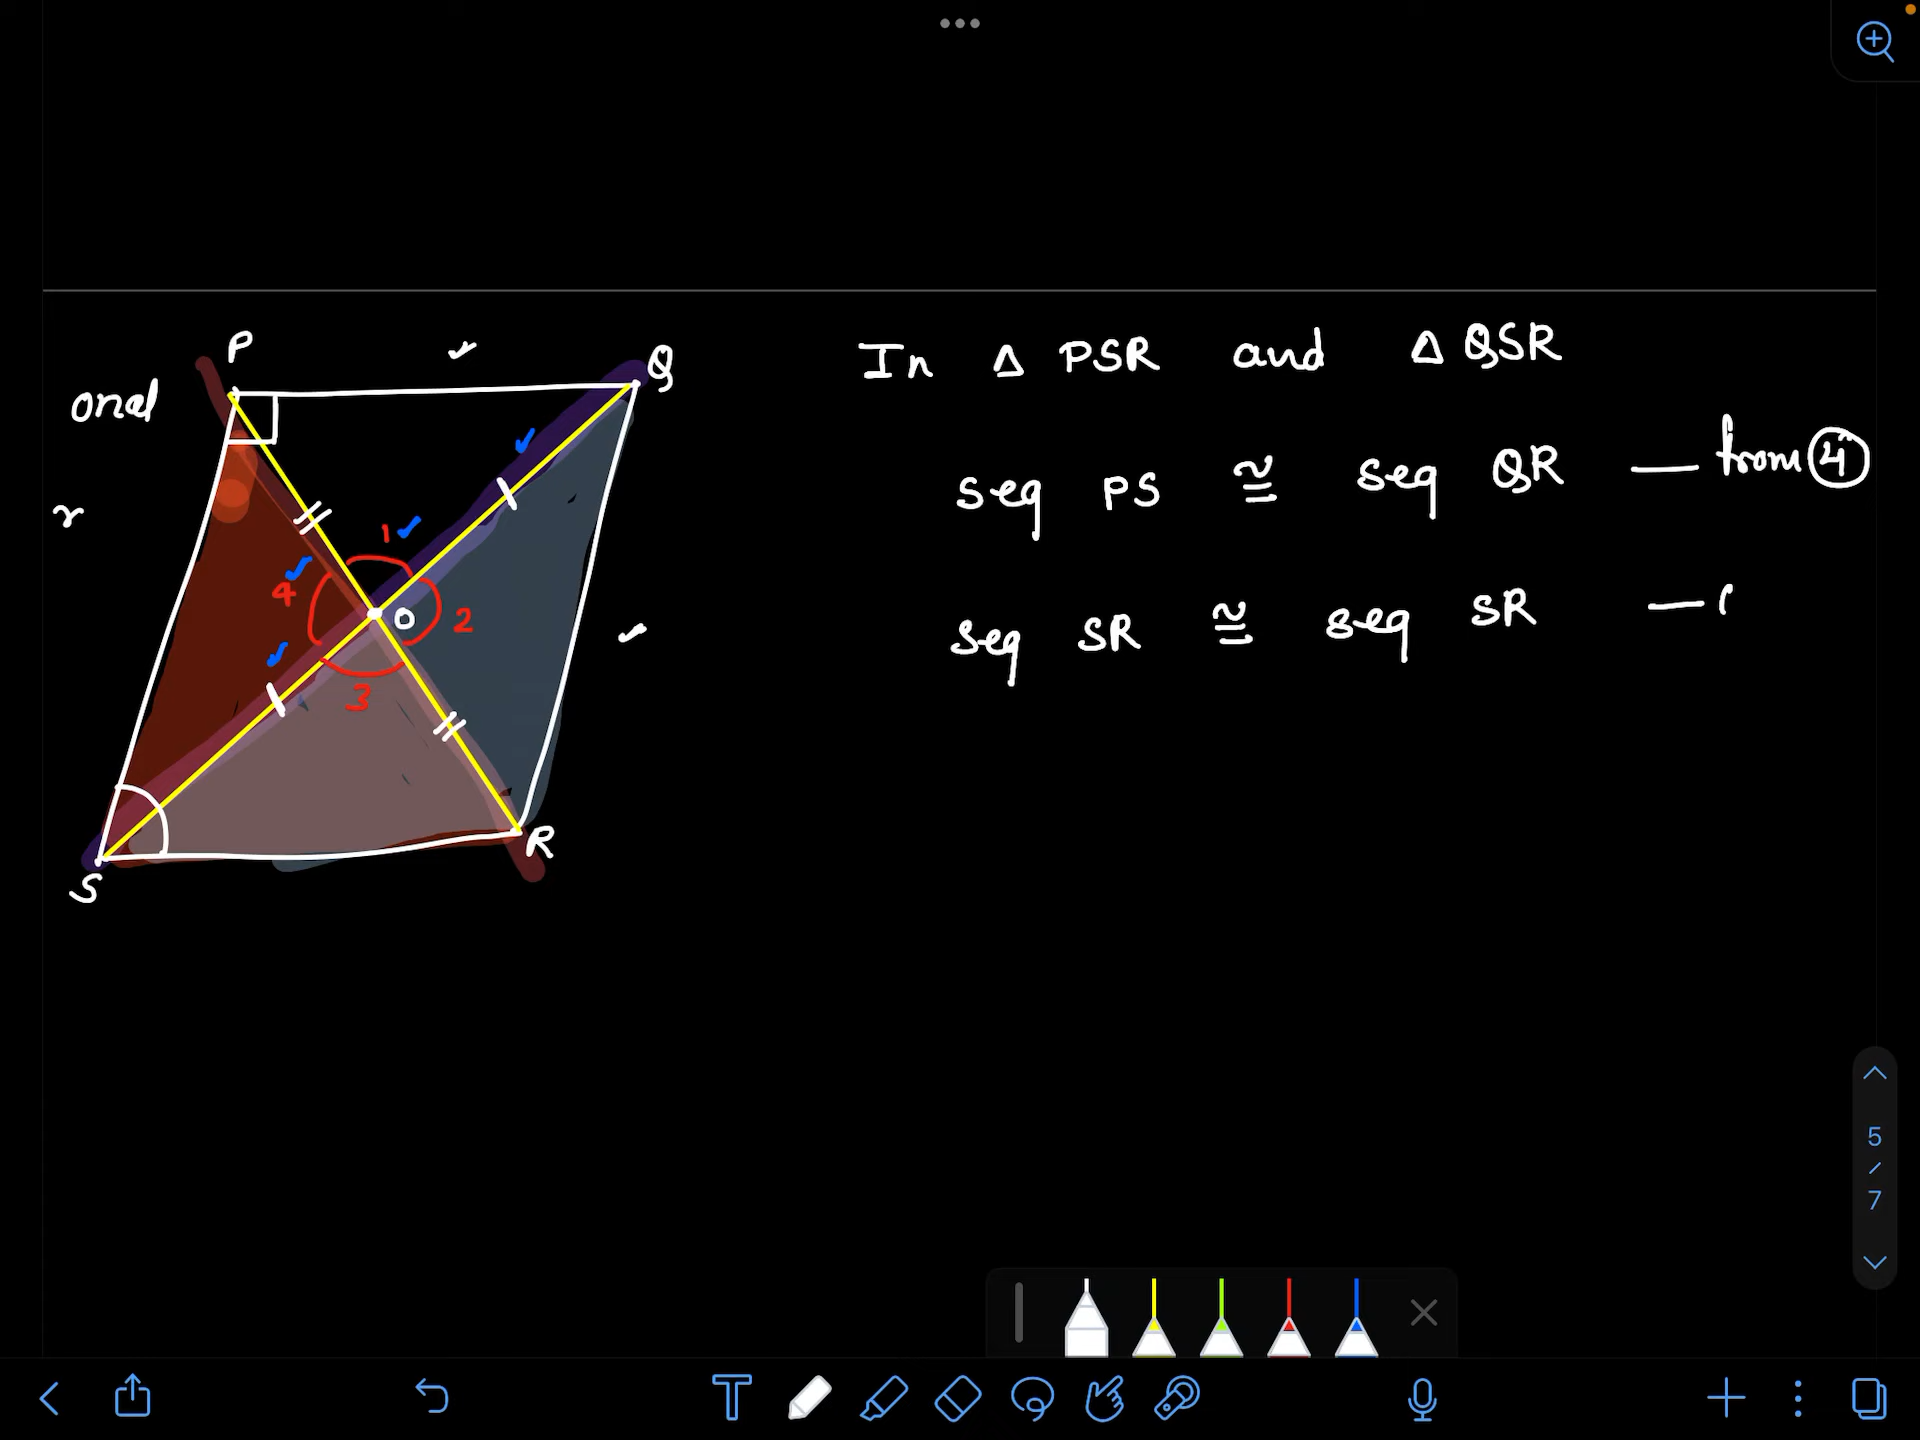 P
Q
onal
r
1
4
O
2
3
R
S
In Δ PSR and Δ QSR
seg PS ≅ seg QR — from ④
seg SR ≅ seg SR — (
5
/
7
T